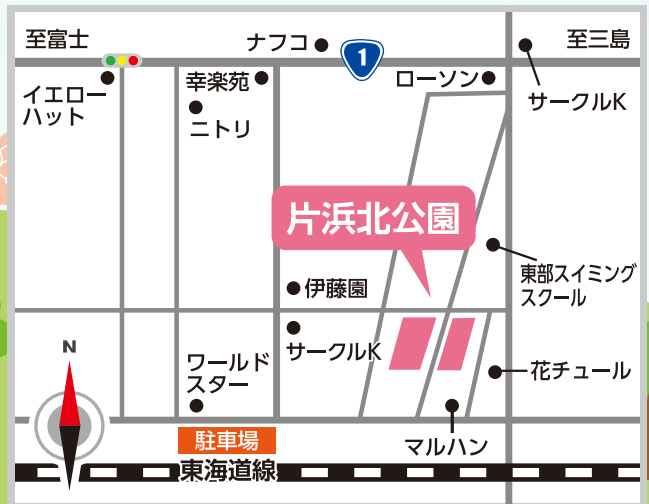 至富士
ナフコ
1
至三島
イエロー
ハット
幸楽苑
ニトリ
ローソン
サークルK
片浜北公園
東部スイミング
スクール
伊藤園
サークルK
N
ワールド
スター
花チュール
マルハン
駐車場
東海道線